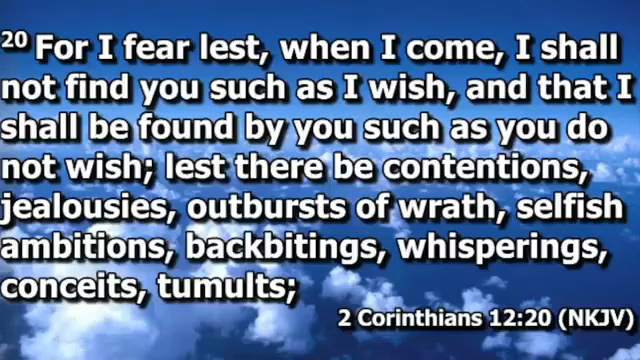 20 For I fear lest, when I come, I shall
not find you such as I wish, and that I
shall be found by you such as you do
not wish; lest there be contentions,
jealousies, outbursts of wrath, selfish
ambitions, backbitings, whisperings,
conceits, tumults;
2 Corinthians 12:20 (NKJV)